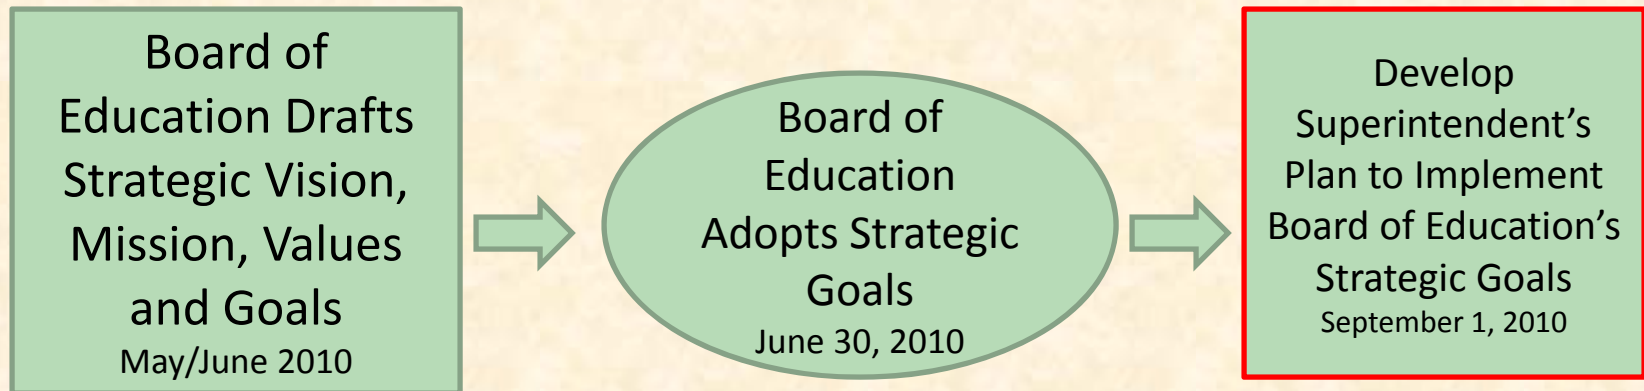 Board of
Education Drafts
Strategic Vision,
Mission, Values
and Goals
May/June 2010
Board of
Education
Adopts Strategic
Goals
June 30, 2010
Develop
Superintendent’s
Plan to Implement
Board of Education’s
Strategic Goals
September 1, 2010